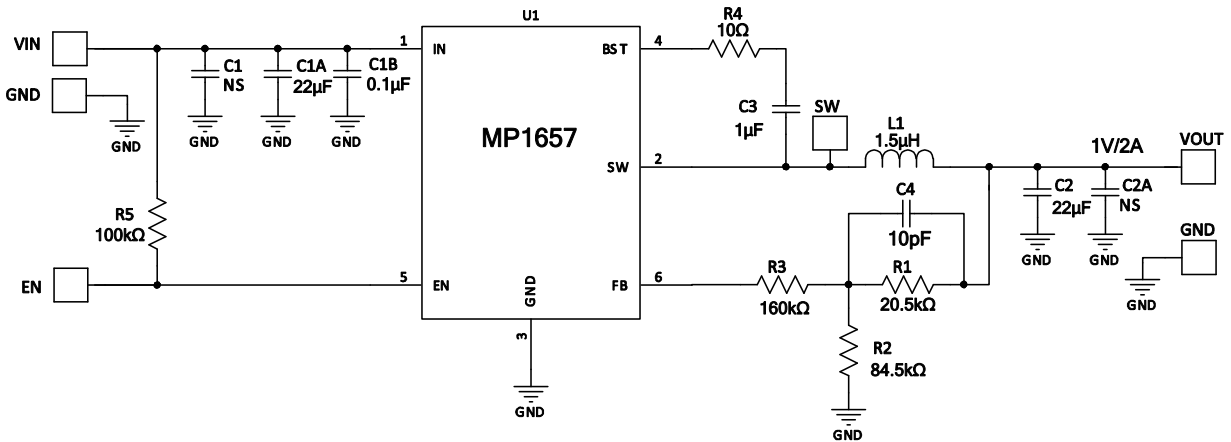 U1
VIN
GND
GND
C1
NS
GND
C1A
22µF
GND
C1B
0.1µF
GND
1
IN
BST
4
R4
10Ω
C3
1µF
SW
MP1657
SW
2
L1
1.5µH
1V/2A
VOUT
C2
22µF
GND
C2A
NS
GND
GND
GND
R5
100kΩ
C4
10pF
EN
5
EN
GND
3
GND
FB
6
R3
160kΩ
R1
20.5kΩ
R2
84.5kΩ
GND